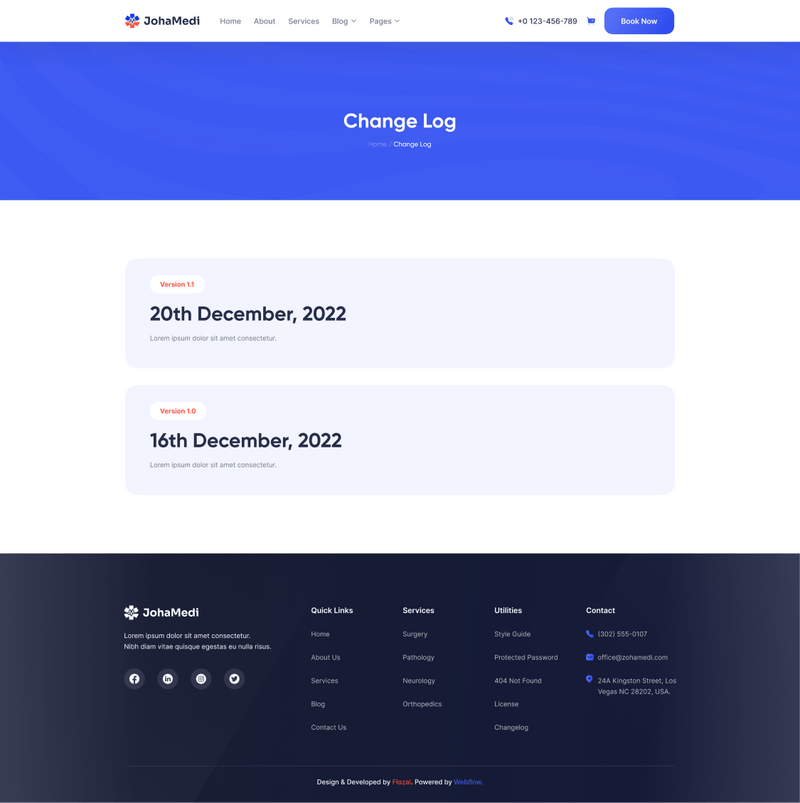 JohaMedi
Home About Services Blog Pages
+0 123-456-789
Book Now
Change Log
Home / Change Log
Version 1.1
20th December, 2022
Lorem ipsum dolor sit amet consectetur.
Version 1.0
16th December, 2022
Lorem ipsum dolor sit amet consectetur.
JohaMedi
Lorem ipsum dolor sit amet consectetur.
Nibh diam vitae quisque egestas eu nulla risus.
Quick Links
Home
About Us
Services
Blog
Contact Us
Services
Surgery
Pathology
Neurology
Orthopedics
Utilities
Style Guide
Protected Password
404 Not Found
License
Changelog
Contact
(302) 555-0107
office@zohamedi.com
24A Kingston Street, Los
Vegas NC 28202, USA.
Design & Developed by Flozai. Powered by Webflow.